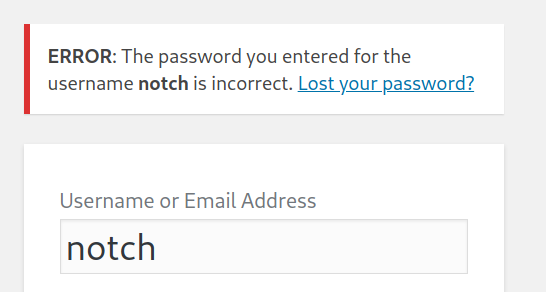 ERROR: The password you entered for the
username notch is incorrect. Lost your password?
Username or Email Address
notch